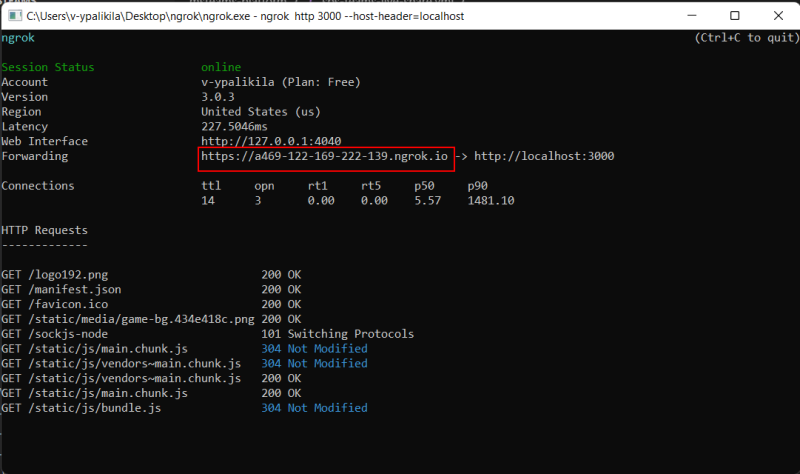 C:\Users\v-ypalikila\Desktop\ngrok\ngrok.exe - ngrok http 3000 --host-header=localhost
ngrok (Ctrl+C to quit)
Session Status online
Account v-ypalikila (Plan: Free)
Version 3.0.3
Region United States (us)
Latency 227.5046ms
Web Interface http://127.0.0.1:4040
Forwarding https://a469-122-169-222-139.ngrok.io -> http://localhost:3000
Connections ttl opn rt1 rt5 p50 p90
14 3 0.00 0.00 5.57 1481.10
HTTP Requests
-------------
GET /logo192.png 200 OK
GET /manifest.json 200 OK
GET /favicon.ico 200 OK
GET /static/media/game-bg.434e418c.png 200 OK
GET /sockjs-node 101 Switching Protocols
GET /static/js/main.chunk.js 304 Not Modified
GET /static/js/vendors~main.chunk.js 304 Not Modified
GET /static/js/vendors~main.chunk.js 200 OK
GET /static/js/main.chunk.js 200 OK
GET /static/js/bundle.js 304 Not Modified